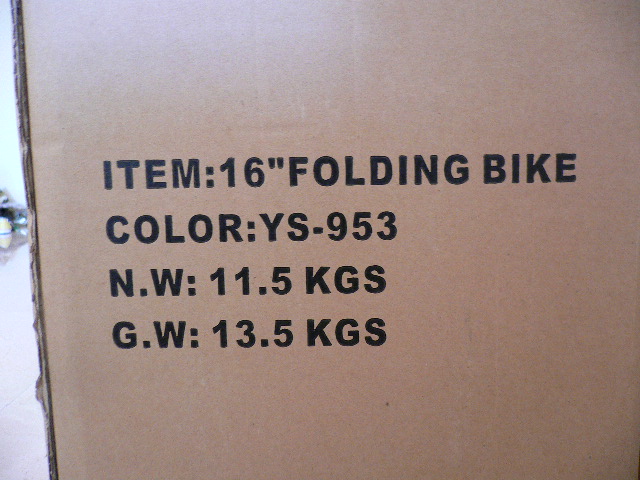 ITEM:16"FOLDING BIKE
COLOR:YS-953
N.W: 11.5 KGS
G.W: 13.5 KGS